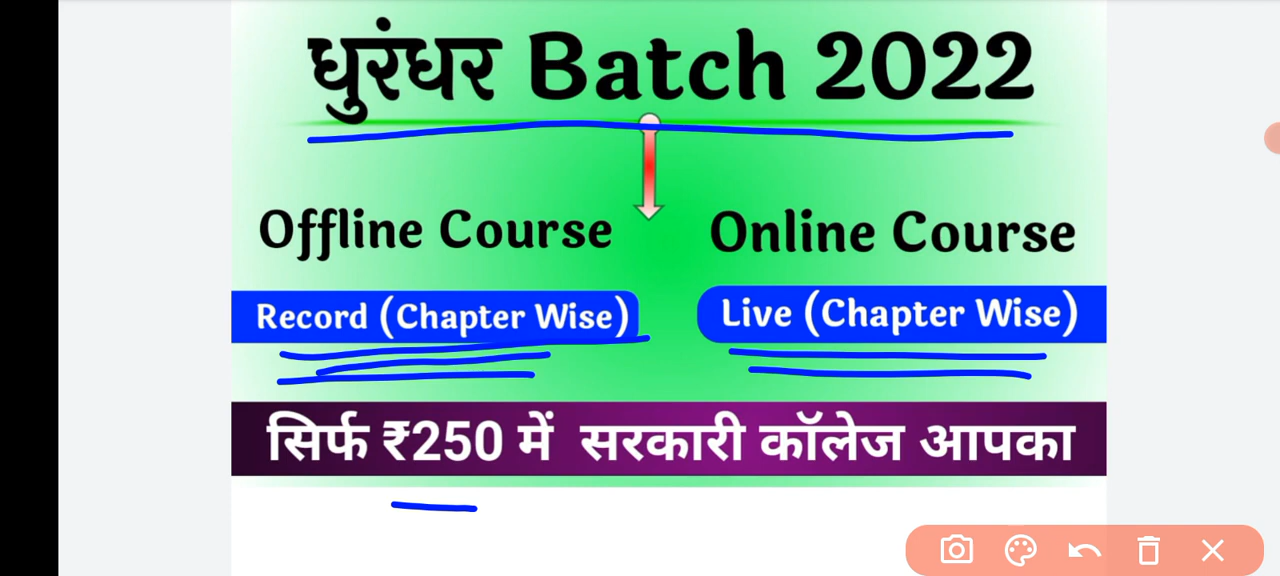 धुरंधर Batch 2022
Offline Course
Online Course
Record (Chapter Wise)
Live (Chapter Wise)
सिर्फ ₹250 में सरकारी कॉलेज आपका